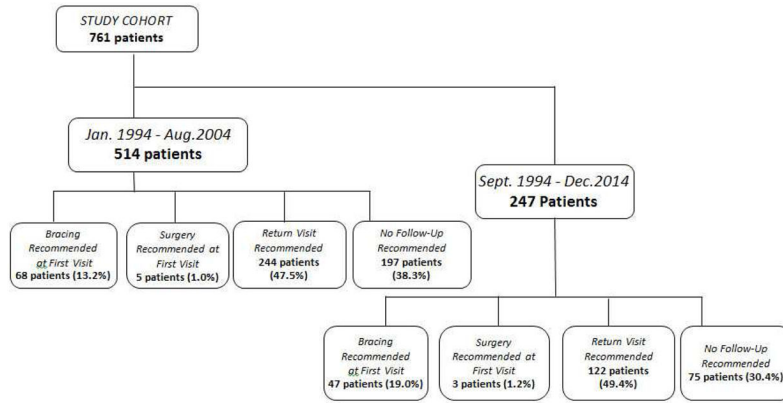 STUDY COHORT
761 patients
Jan. 1994 - Aug.2004
514 patients
Sept. 1994 - Dec.2014
247 Patients
Bracing
Recommended
at First Visit
68 patients (13.2%)
Surgery
Recommended at
First Visit
5 patients (1.0%)
Return Visit
Recommended
244 patients
(47.5%)
No Follow-Up
Recommended
197 patients
(38.3%)
Bracing
Recommended
at First Visit
47 patients (19.0%)
Surgery
Recommended at
First Visit
3 patients (1.2%)
Return Visit
Recommended
122 patients
(49.4%)
No Follow-Up
Recommended
75 patients (30.4%)